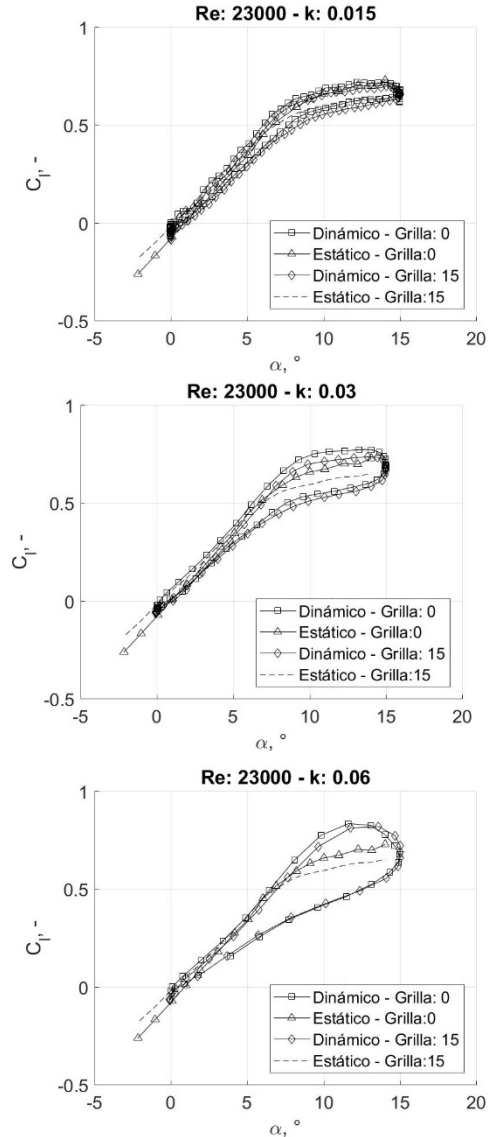 Re: 23000 - k: 0.015
1
0.5
0
-0.5
C_l, -
-5
0
5
10
15
20
α, °
Dinámico - Grilla: 0
Estático - Grilla:0
Dinámico - Grilla: 15
Estático - Grilla:15
Re: 23000 - k: 0.03
1
0.5
0
-0.5
C_l, -
-5
0
5
10
15
20
α, °
Dinámico - Grilla: 0
Estático - Grilla:0
Dinámico - Grilla: 15
Estático - Grilla:15
Re: 23000 - k: 0.06
1
0.5
0
-0.5
C_l, -
-5
0
5
10
15
20
α, °
Dinámico - Grilla: 0
Estático - Grilla:0
Dinámico - Grilla: 15
Estático - Grilla:15